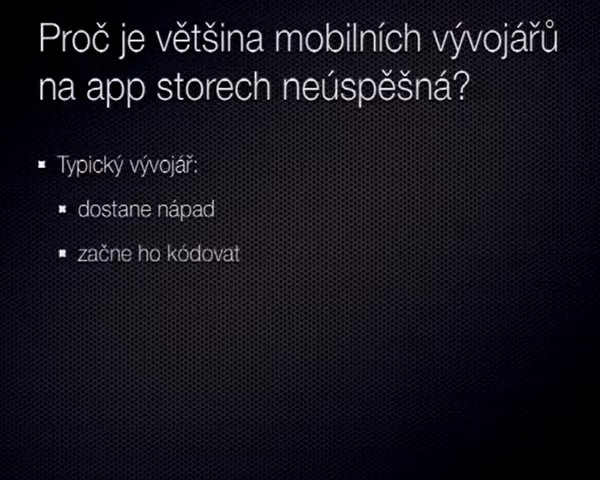 Proč je většina mobilních vývojářů
na app storech neúspěšná?
Typický vývojář:
dostane nápad
začne ho kódovat